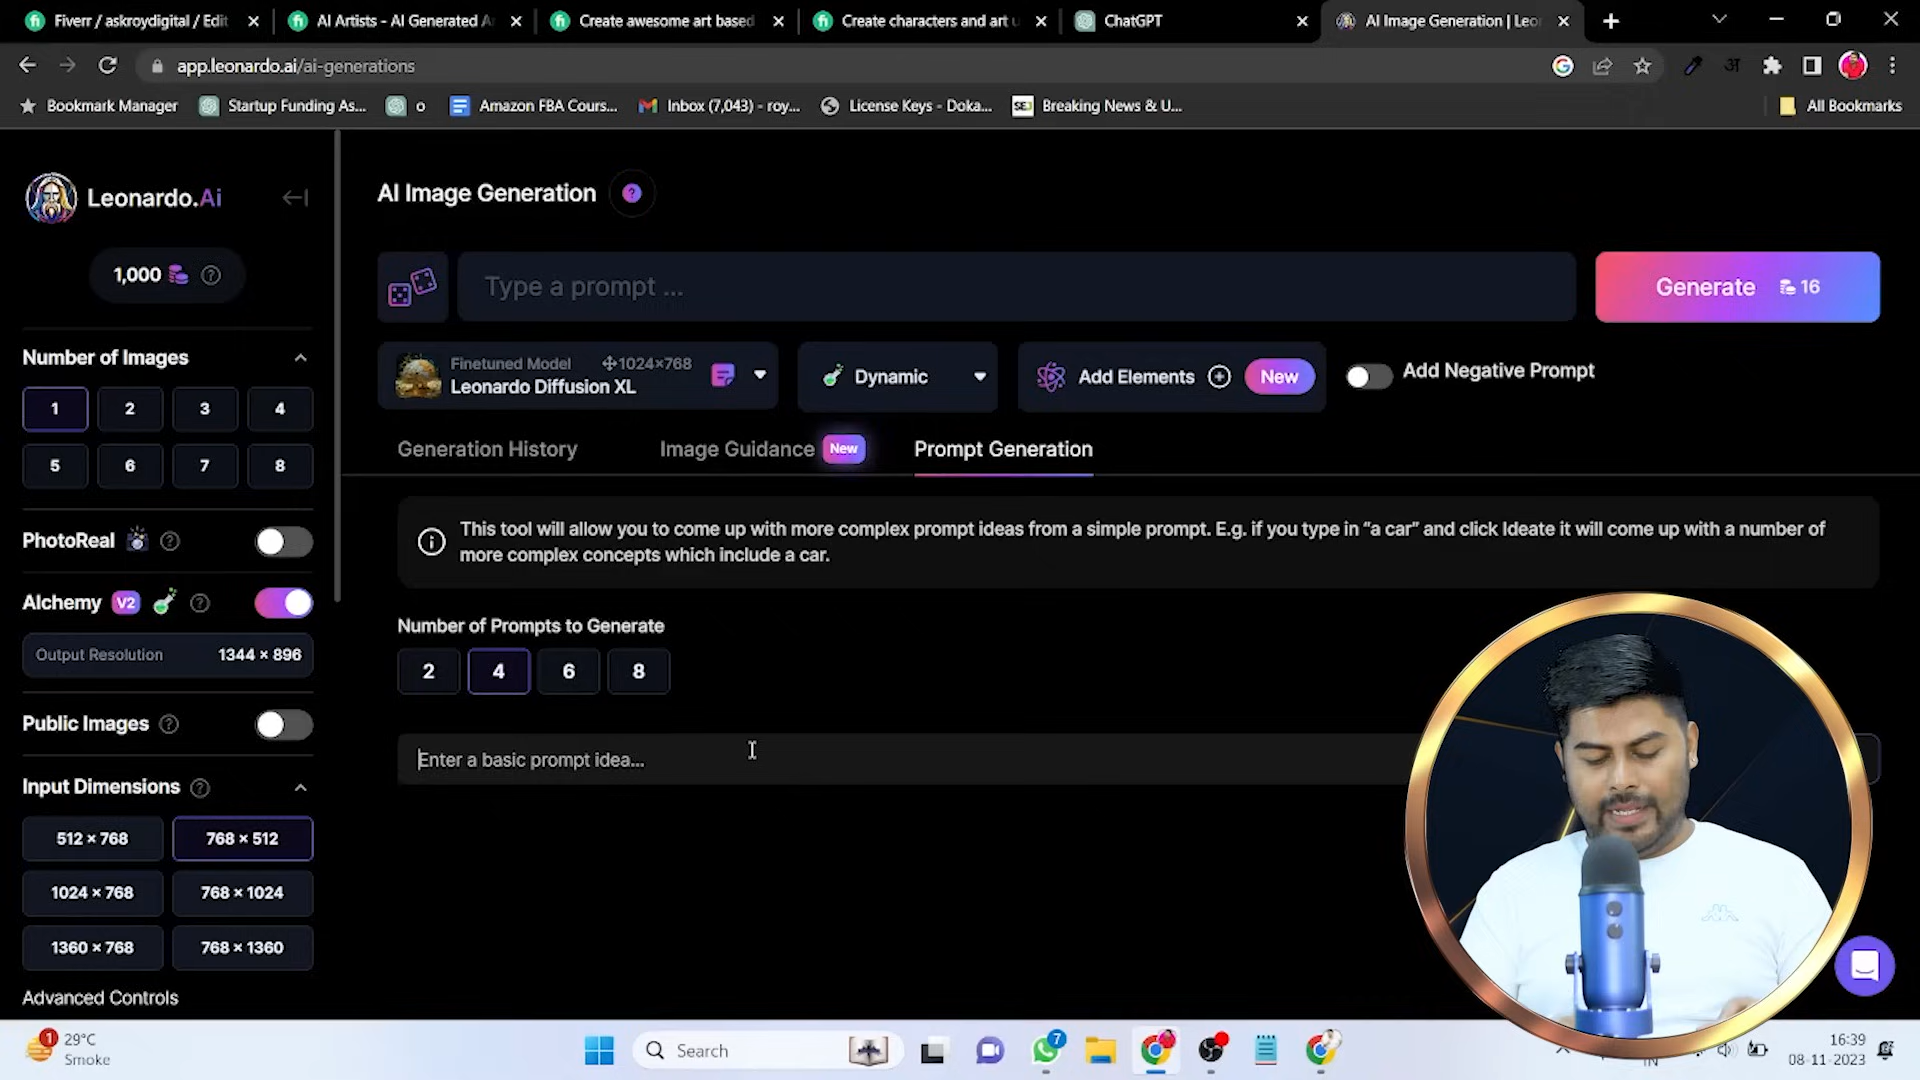 Fiverr / askroydigital / Edit
AI Artists - AI Generated A
Create awesome art based
Create characters and art u
ChatGPT
AI Image Generation | Leo
app.leonardo.ai/ai-generations
Bookmark Manager
Startup Funding As...
o
Amazon FBA Cours...
Inbox (7,043) - roy...
License Keys - Doka...
SEJ
Breaking News & U...
All Bookmarks
Leonardo.Ai
1,000
Number of Images
1 2 3 4
5 6 7 8
PhotoReal
Alchemy V2
Output Resolution 1344 × 896
Public Images
Input Dimensions
512 × 768 768 × 512
1024 × 768 768 × 1024
1360 × 768 768 × 1360
Advanced Controls
AI Image Generation ?
Type a prompt ...
Generate 16
Finetuned Model 1024×768
Leonardo Diffusion XL
Dynamic
Add Elements
New
Add Negative Prompt
Generation History
Image Guidance New
Prompt Generation
This tool will allow you to come up with more complex prompt ideas from a simple prompt. E.g. if you type in “a car” and click Ideate it will come up with a number of
more complex concepts which include a car.
Number of Prompts to Generate
2 4 6 8
Enter a basic prompt idea...
1
29°C
Smoke
Search
7
IN
16:39
08-11-2023